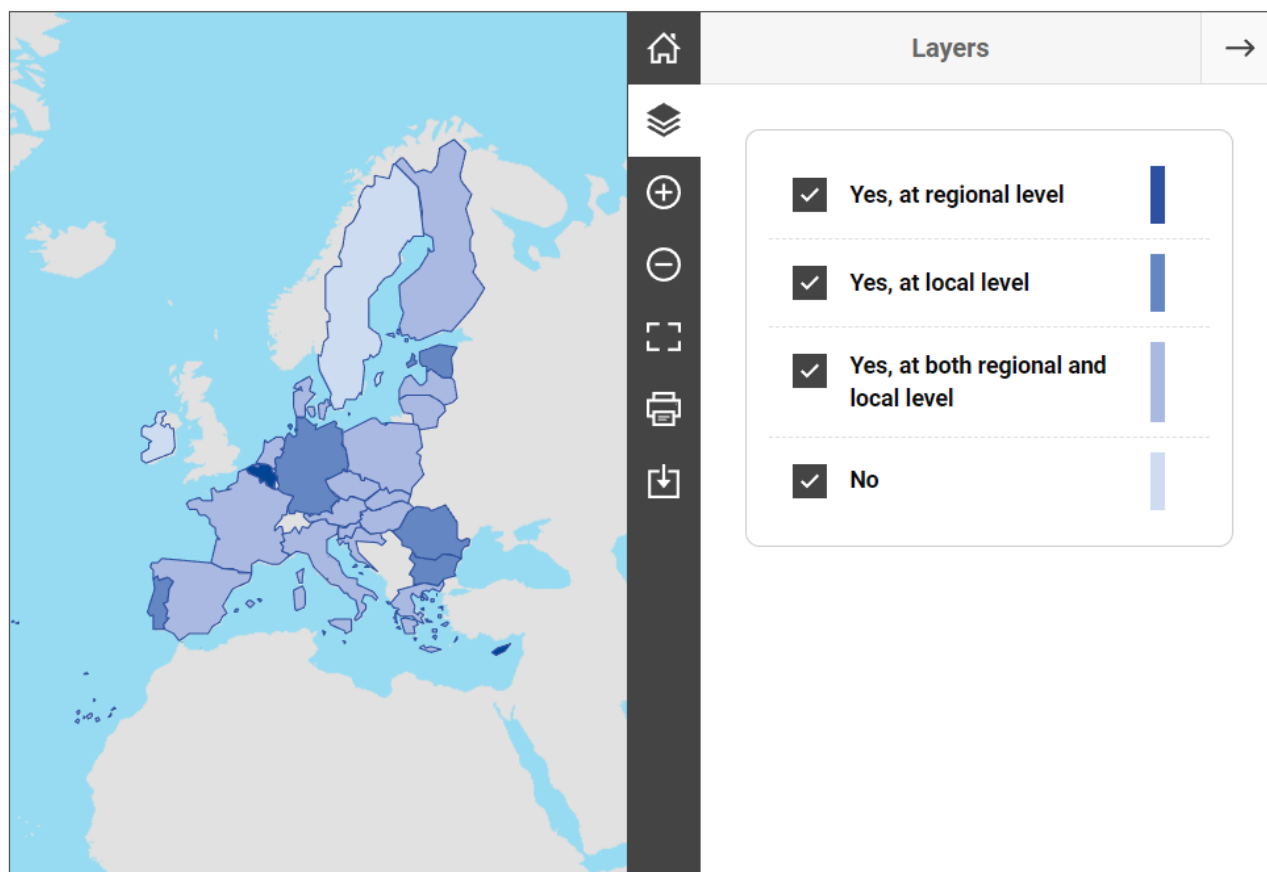 Layers
Yes, at regional level
Yes, at local level
Yes, at both regional and
local level
No